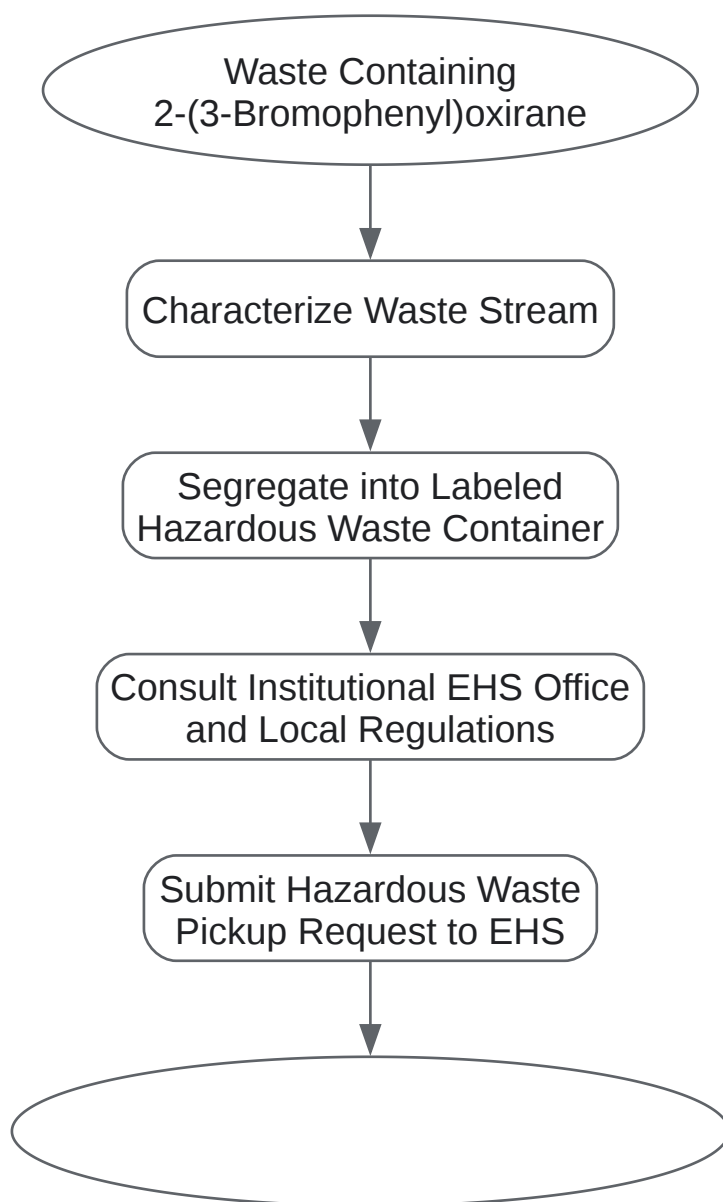 Waste Containing
2-(3-Bromophenyl)oxirane
Characterize Waste Stream
Segregate into Labeled
Hazardous Waste Container
Consult Institutional EHS Office
and Local Regulations
Submit Hazardous Waste
Pickup Request to EHS